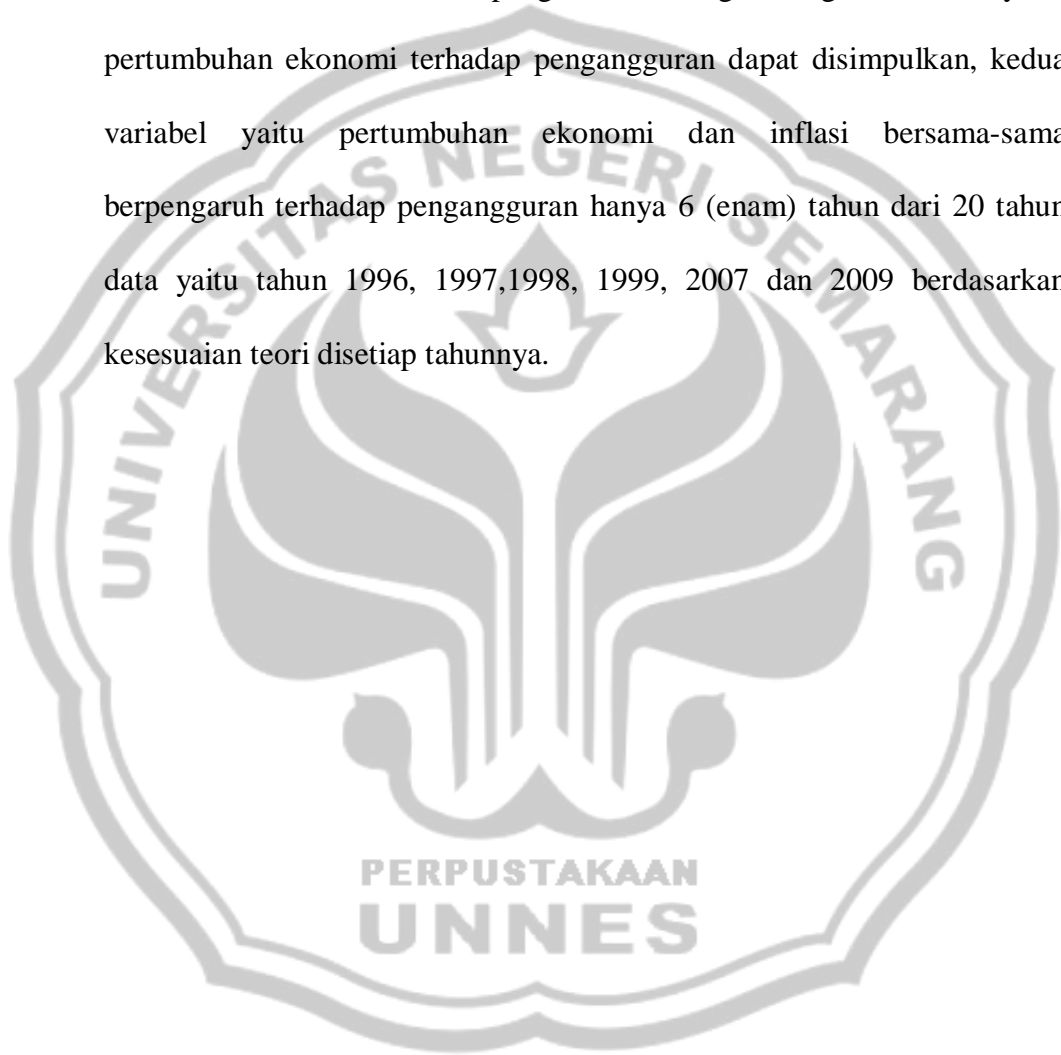 pertumbuhan ekonomi terhadap pengangguran dapat disimpulkan, kedua
variabel yaitu pertumbuhan ekonomi dan inflasi bersama-sama
berpengaruh terhadap pengangguran hanya 6 (enam) tahun dari 20 tahun
data yaitu tahun 1996, 1997,1998, 1999, 2007 dan 2009 berdasarkan
kesesuaian teori disetiap tahunnya.
UNIVERSITAS NEGERI SEMARANG
PERPUSTAKAAN
UNNES